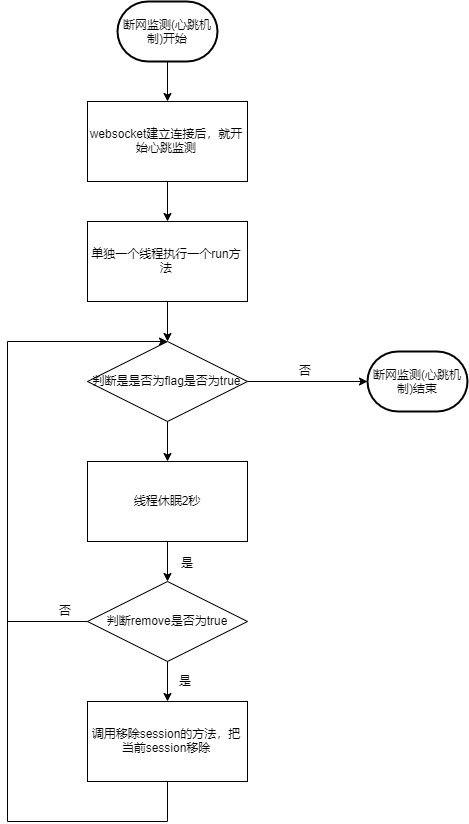 断网监测(心跳机
制)开始
websocket建立连接后，就开
始心跳监测
单独一个线程执行一个run方
法
判断是是否为flag是否为true
否
断网监测(心跳机
制)结束
线程休眠2秒
是
判断remove是否为true
否
是
调用移除session的方法，把
当前session移除